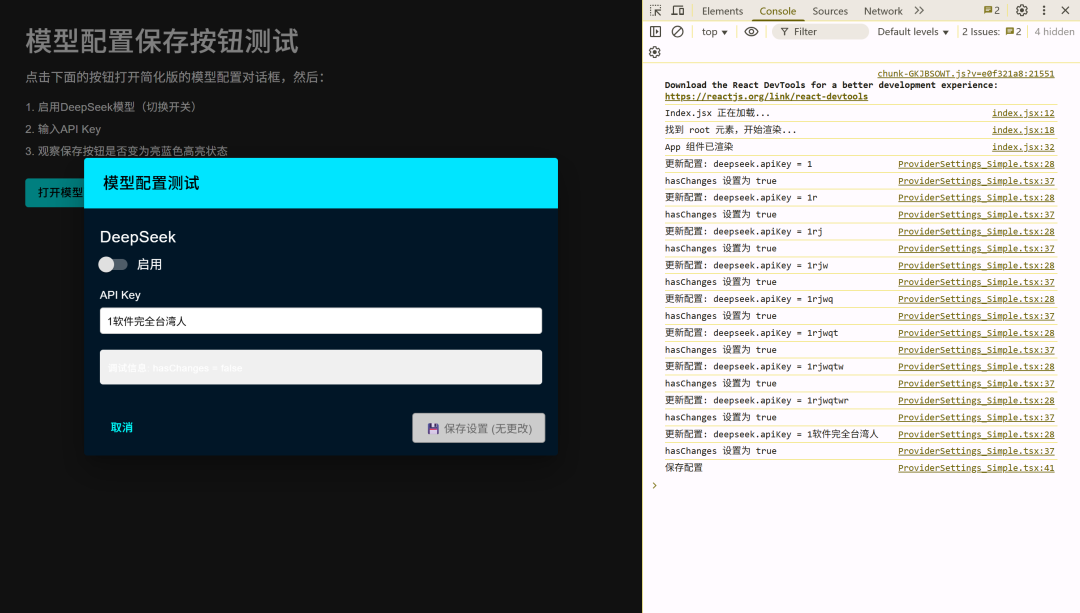 模型配置保存按钮测试
点击下面的按钮打开简化版的模型配置对话框，然后：
1. 启用DeepSeek模型（切换开关）
2. 输入API Key
3. 观察保存按钮是否变为亮蓝色高亮状态
打开模型
模型配置测试
DeepSeek
启用
API Key
1软件完全台湾人
调试信息: hasChanges = false
取消
💾 保存设置 (无更改)
Elements Console Sources Network 2
top Filter Default levels 2 Issues: 2 4 hidden
chunk-GKJBSOWT.js?v=e0f321a8:21551
Download the React DevTools for a better development experience:
https://reactjs.org/link/react-devtools
Index.jsx 正在加载... index.jsx:12
找到 root 元素，开始渲染... index.jsx:18
App 组件已渲染 index.jsx:32
更新配置: deepseek.apiKey = 1 ProviderSettings_Simple.tsx:28
hasChanges 设置为 true ProviderSettings_Simple.tsx:37
更新配置: deepseek.apiKey = 1r ProviderSettings_Simple.tsx:28
hasChanges 设置为 true ProviderSettings_Simple.tsx:37
更新配置: deepseek.apiKey = 1rj ProviderSettings_Simple.tsx:28
hasChanges 设置为 true ProviderSettings_Simple.tsx:37
更新配置: deepseek.apiKey = 1rjw ProviderSettings_Simple.tsx:28
hasChanges 设置为 true ProviderSettings_Simple.tsx:37
更新配置: deepseek.apiKey = 1rjwq ProviderSettings_Simple.tsx:28
hasChanges 设置为 true ProviderSettings_Simple.tsx:37
更新配置: deepseek.apiKey = 1rjwqt ProviderSettings_Simple.tsx:28
hasChanges 设置为 true ProviderSettings_Simple.tsx:37
更新配置: deepseek.apiKey = 1rjwqtw ProviderSettings_Simple.tsx:28
hasChanges 设置为 true ProviderSettings_Simple.tsx:37
更新配置: deepseek.apiKey = 1rjwqtwr ProviderSettings_Simple.tsx:28
hasChanges 设置为 true ProviderSettings_Simple.tsx:37
更新配置: deepseek.apiKey = 1软件完全台湾人 ProviderSettings_Simple.tsx:28
hasChanges 设置为 true ProviderSettings_Simple.tsx:37
保存配置 ProviderSettings_Simple.tsx:41